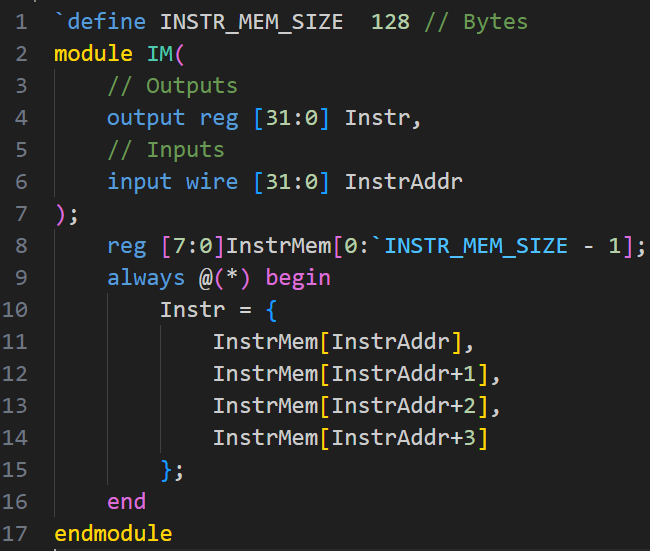 1 `define INSTR_MEM_SIZE  128 // Bytes
2 module IM(
3     // Outputs
4     output reg [31:0] Instr,
5     // Inputs
6     input wire [31:0] InstrAddr
7 );
8     reg [7:0]InstrMem[0:`INSTR_MEM_SIZE - 1];
9     always @(*) begin
10         Instr = {
11             InstrMem[InstrAddr],
12             InstrMem[InstrAddr+1],
13             InstrMem[InstrAddr+2],
14             InstrMem[InstrAddr+3]
15         };
16     end
17 endmodule